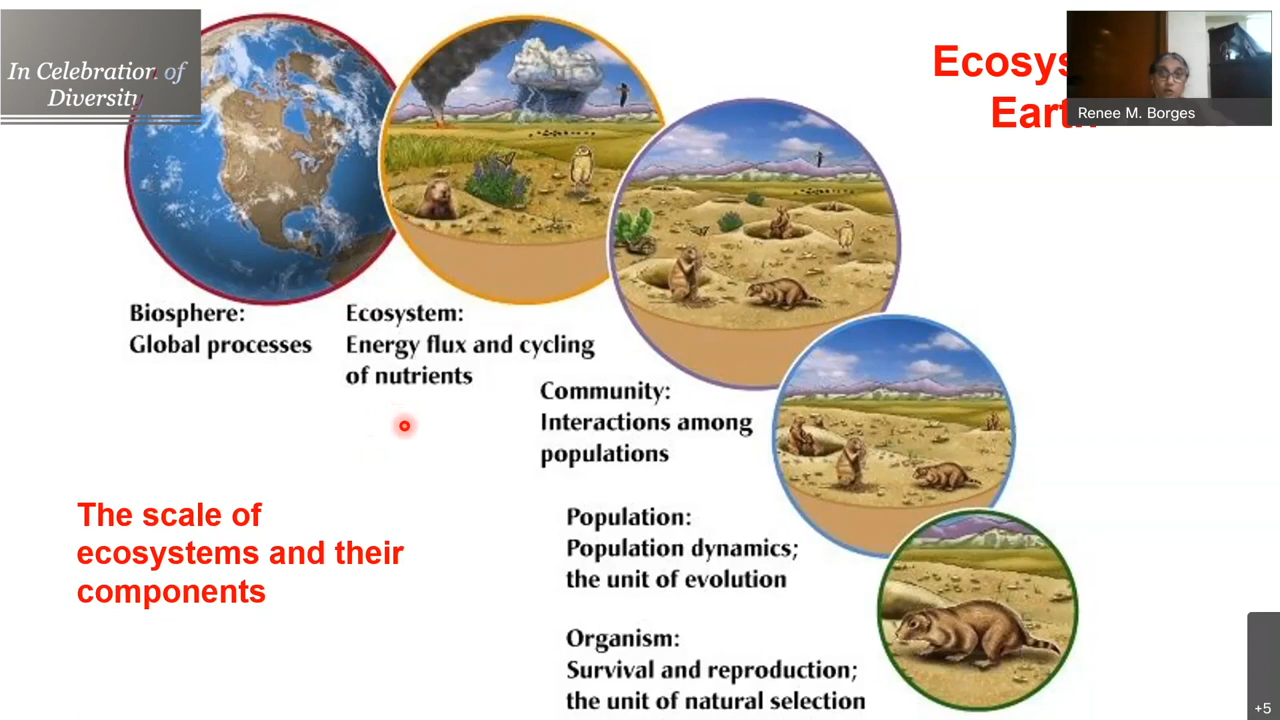 In Celebration of
Diversity
Renee M. Borges
Biosphere:
Global processes
Ecosystem:
Energy flux and cycling
of nutrients
Community:
Interactions among
populations
The scale of
ecosystems and their
components
Population:
Population dynamics;
the unit of evolution
Organism:
Survival and reproduction;
the unit of natural selection
+5